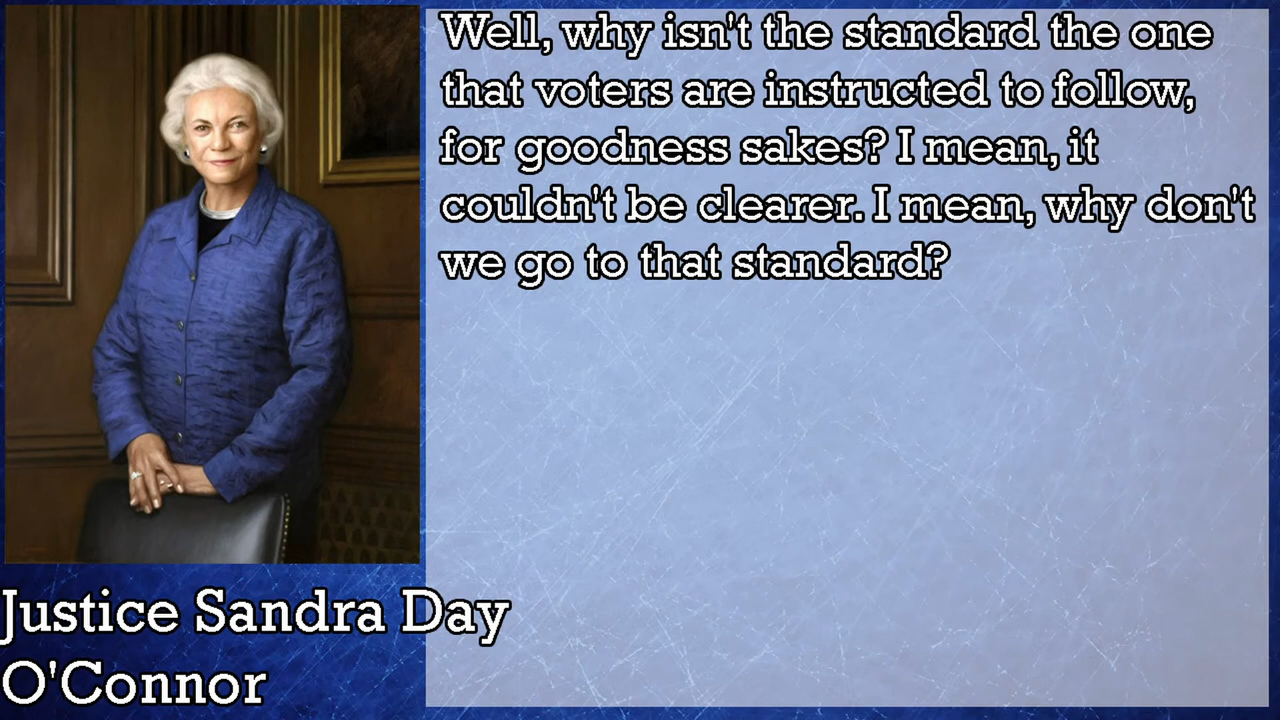 Well, why isn't the standard the one
that voters are instructed to follow,
for goodness sakes? I mean, it
couldn't be clearer. I mean, why don't
we go to that standard?
Justice Sandra Day
O'Connor